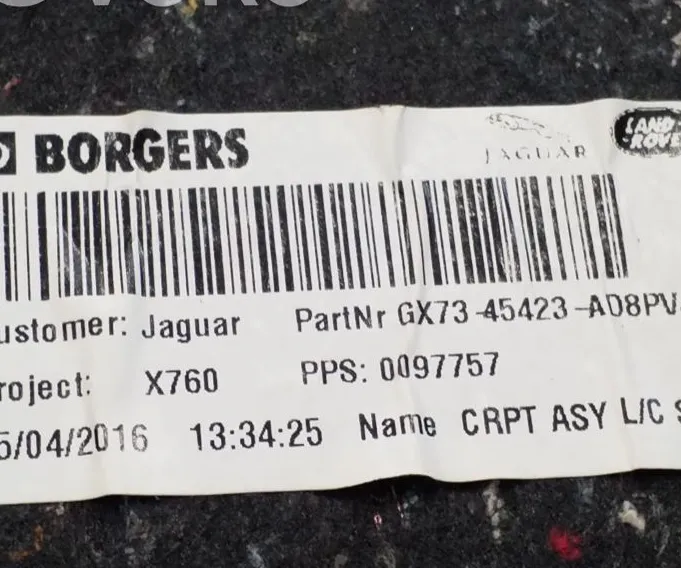 BORGERS
JAGUAR
LAND ROVER
ustomer: Jaguar PartNr GX73-45423-AD8PV
roject: X760 PPS: 0097757
5/04/2016 13:34:25 Name CRPT ASY L/C S